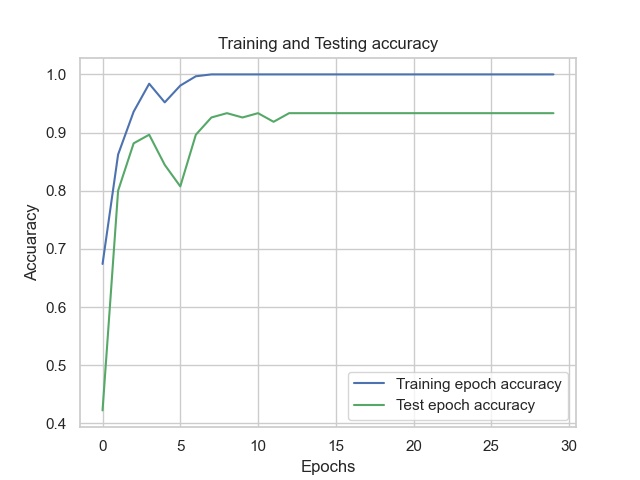 Training and Testing accuracy
Accuaracy
1.0
0.9
0.8
0.7
0.6
0.5
0.4
Training epoch accuracy
Test epoch accuracy
0 5 10 15 20 25 30
Epochs